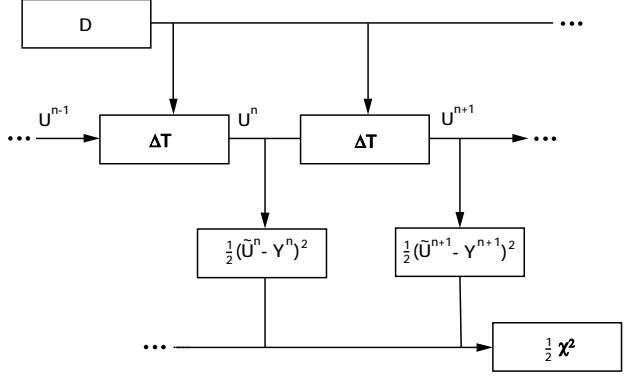 D
...
U^{n-1}
U^n
U^{n+1}
... ΔT ΔT ...
½(Ũ^n - Y^n)²
½(Ũ^{n+1} - Y^{n+1})²
...
½ χ²